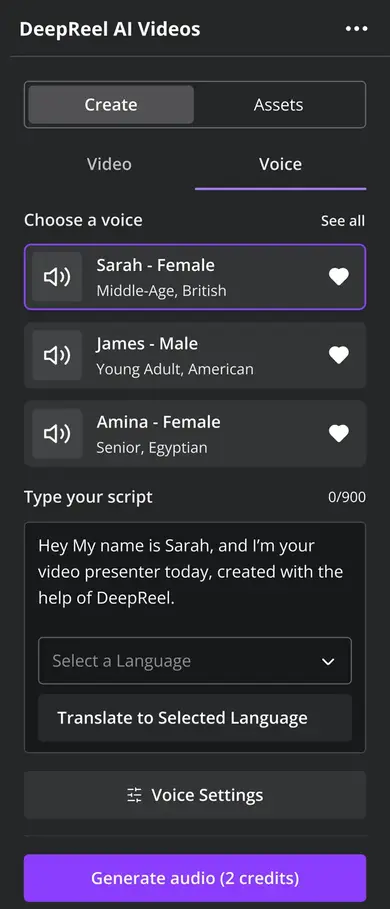 DeepReel AI Videos
Create
Assets
Video
Voice
Choose a voice
See all
Sarah - Female
Middle-Age, British
James - Male
Young Adult, American
Amina - Female
Senior, Egyptian
Type your script
0/900
Hey My name is Sarah, and I’m your
video presenter today, created with the
help of DeepReel.
Select a Language
Translate to Selected Language
Voice Settings
Generate audio (2 credits)